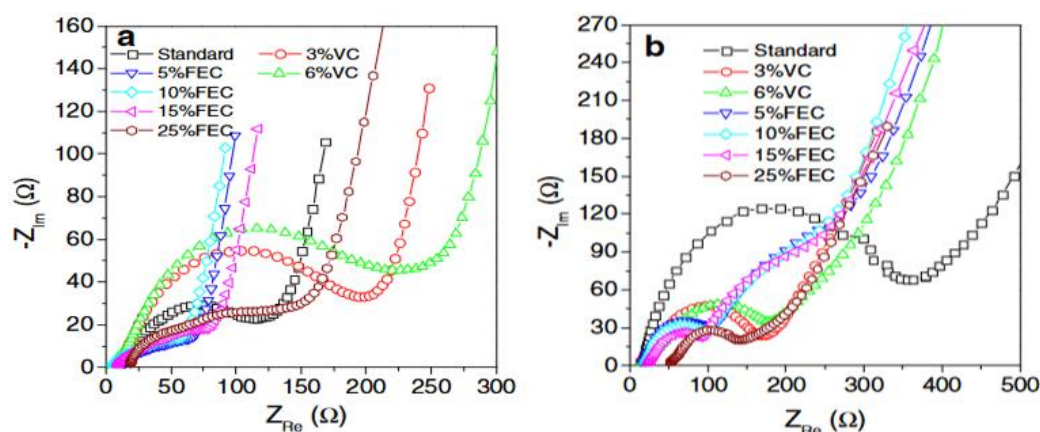 a
Standard 3%VC
5%FEC 6%VC
10%FEC
15%FEC
25%FEC
160
140
120
100
80
60
40
20
0
-Z_Im (Ω)
0 50 100 150 200 250 300
Z_Re (Ω)
b
Standard
3%VC
6%VC
5%FEC
10%FEC
15%FEC
25%FEC
270
240
210
180
150
120
90
60
30
0
-Z_Im (Ω)
0 100 200 300 400 500
Z_Re (Ω)